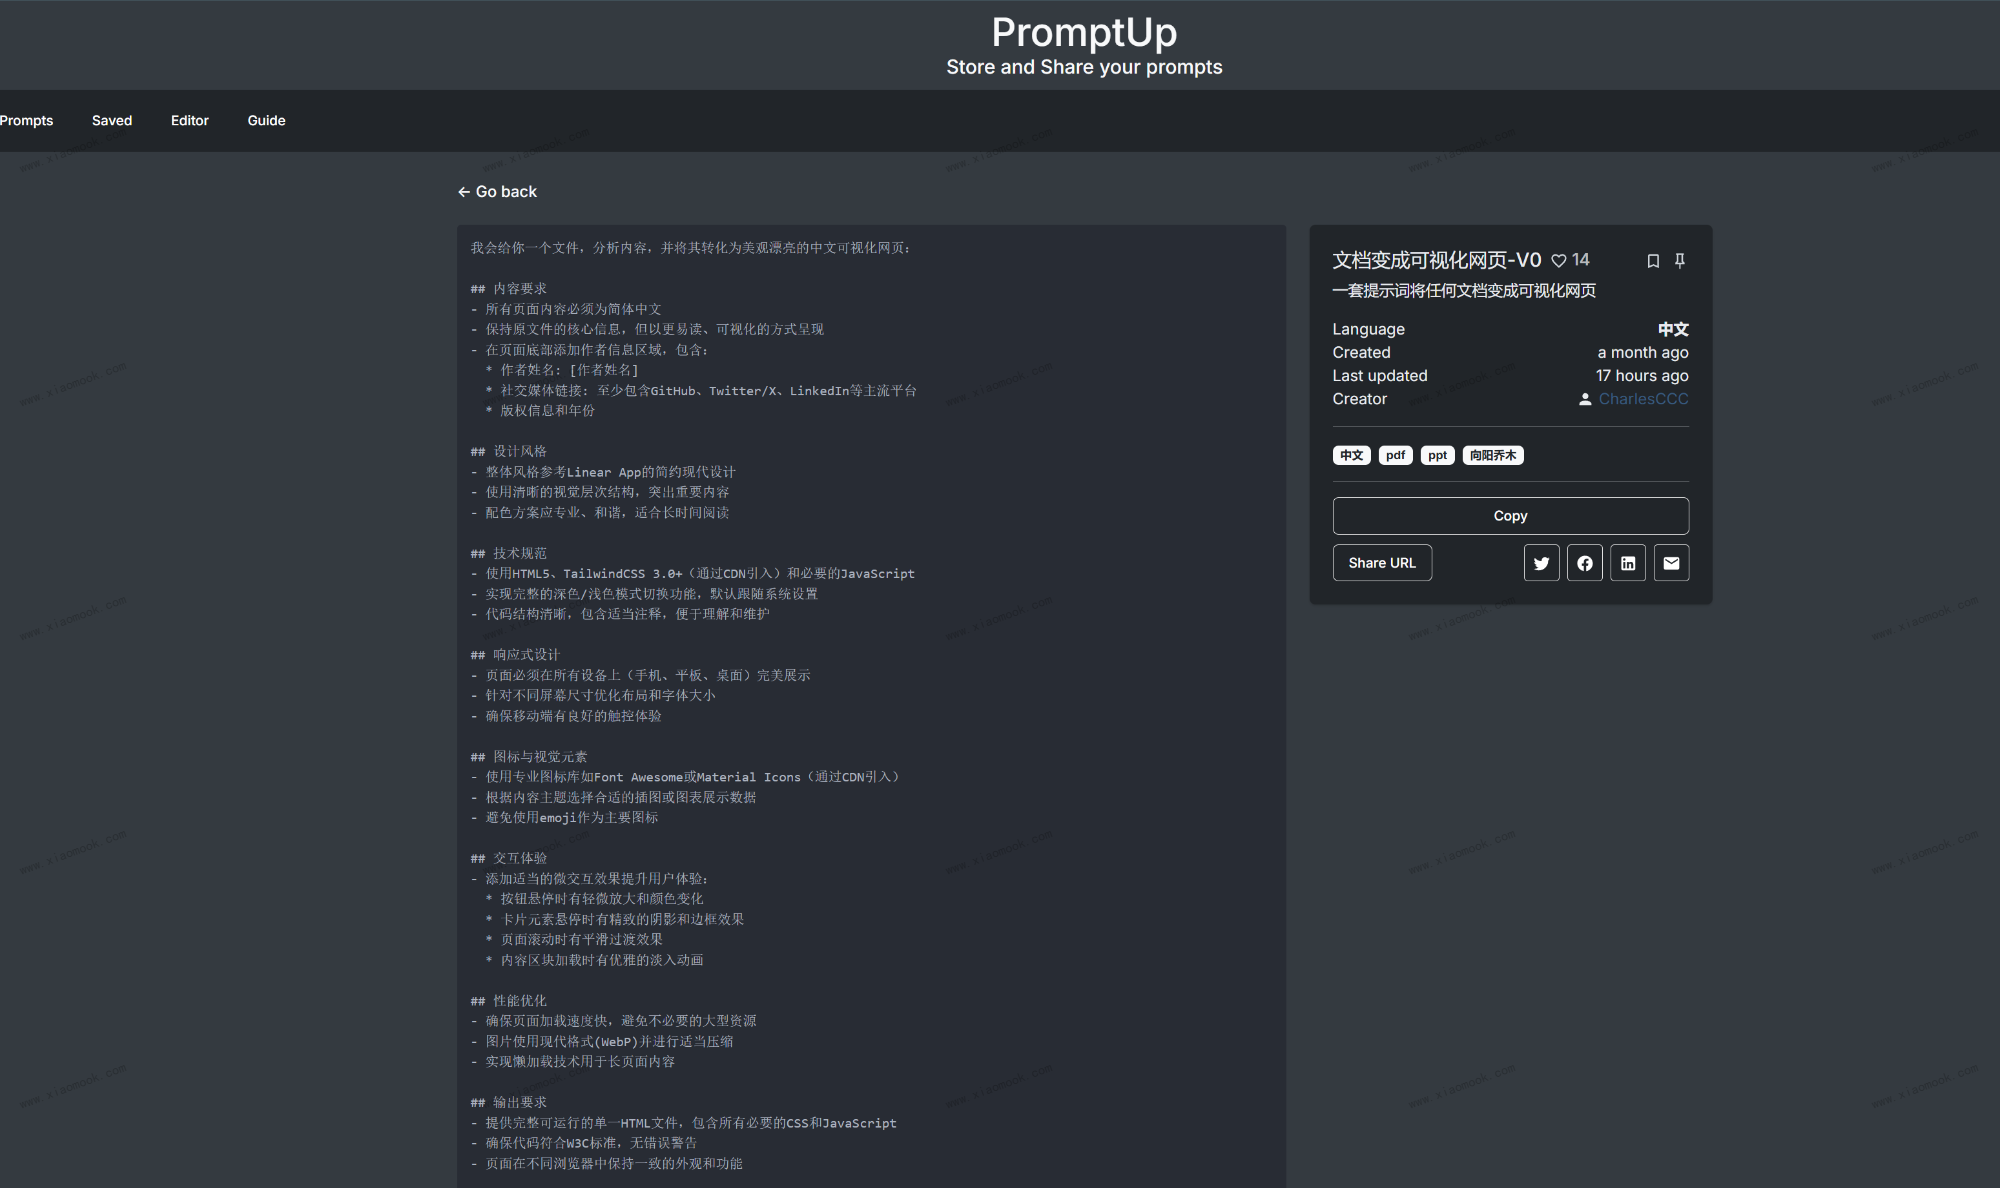 PromptUp
Store and Share your prompts
Prompts
Saved
Editor
Guide
← Go back
我会给你一个文件，分析内容，并将其转化为美观漂亮的中文可视化网页：
## 内容要求
- 所有页面内容必须为简体中文
- 保持原文件的核心信息，但以更易读、可视化的方式呈现
- 在页面底部添加作者信息区域，包含：
* 作者姓名: [作者姓名]
* 社交媒体链接: 至少包含GitHub、Twitter/X、LinkedIn等主流平台
* 版权信息和年份
## 设计风格
- 整体风格参考Linear App的简约现代设计
- 使用清晰的视觉层次结构，突出重要内容
- 配色方案应专业、和谐，适合长时间阅读
## 技术规范
- 使用HTML5、TailwindCSS 3.0+（通过CDN引入）和必要的JavaScript
- 实现完整的深色/浅色模式切换功能，默认跟随系统设置
- 代码结构清晰，包含适当注释，便于理解和维护
## 响应式设计
- 页面必须在所有设备上（手机、平板、桌面）完美展示
- 针对不同屏幕尺寸优化布局和字体大小
- 确保移动端有良好的触控体验
## 图标与视觉元素
- 使用专业图标库如Font Awesome或Material Icons（通过CDN引入）
- 根据内容主题选择合适的插图或图表展示数据
- 避免使用emoji作为主要图标
## 交互体验
- 添加适当的微交互效果提升用户体验：
* 按钮悬停时有轻微放大和颜色变化
* 卡片元素悬停时有精致的阴影和边框效果
* 页面滚动时有平滑过渡效果
* 内容区块加载时有优雅的淡入动画
## 性能优化
- 确保页面加载速度快，避免不必要的大型资源
- 图片使用现代格式(WebP)并进行适当压缩
- 实现懒加载技术用于长页面内容
## 输出要求
- 提供完整可运行的单一HTML文件，包含所有必要的CSS和JavaScript
- 确保代码符合W3C标准，无错误警告
- 页面在不同浏览器中保持一致的外观和功能
文档变成可视化网页-V0 14
一套提示词将任何文档变成可视化网页
Language 中文
Created a month ago
Last updated 17 hours ago
Creator CharlesCCC
中文 pdf ppt 向阳乔木
Copy
Share URL
www.xiaomook.com